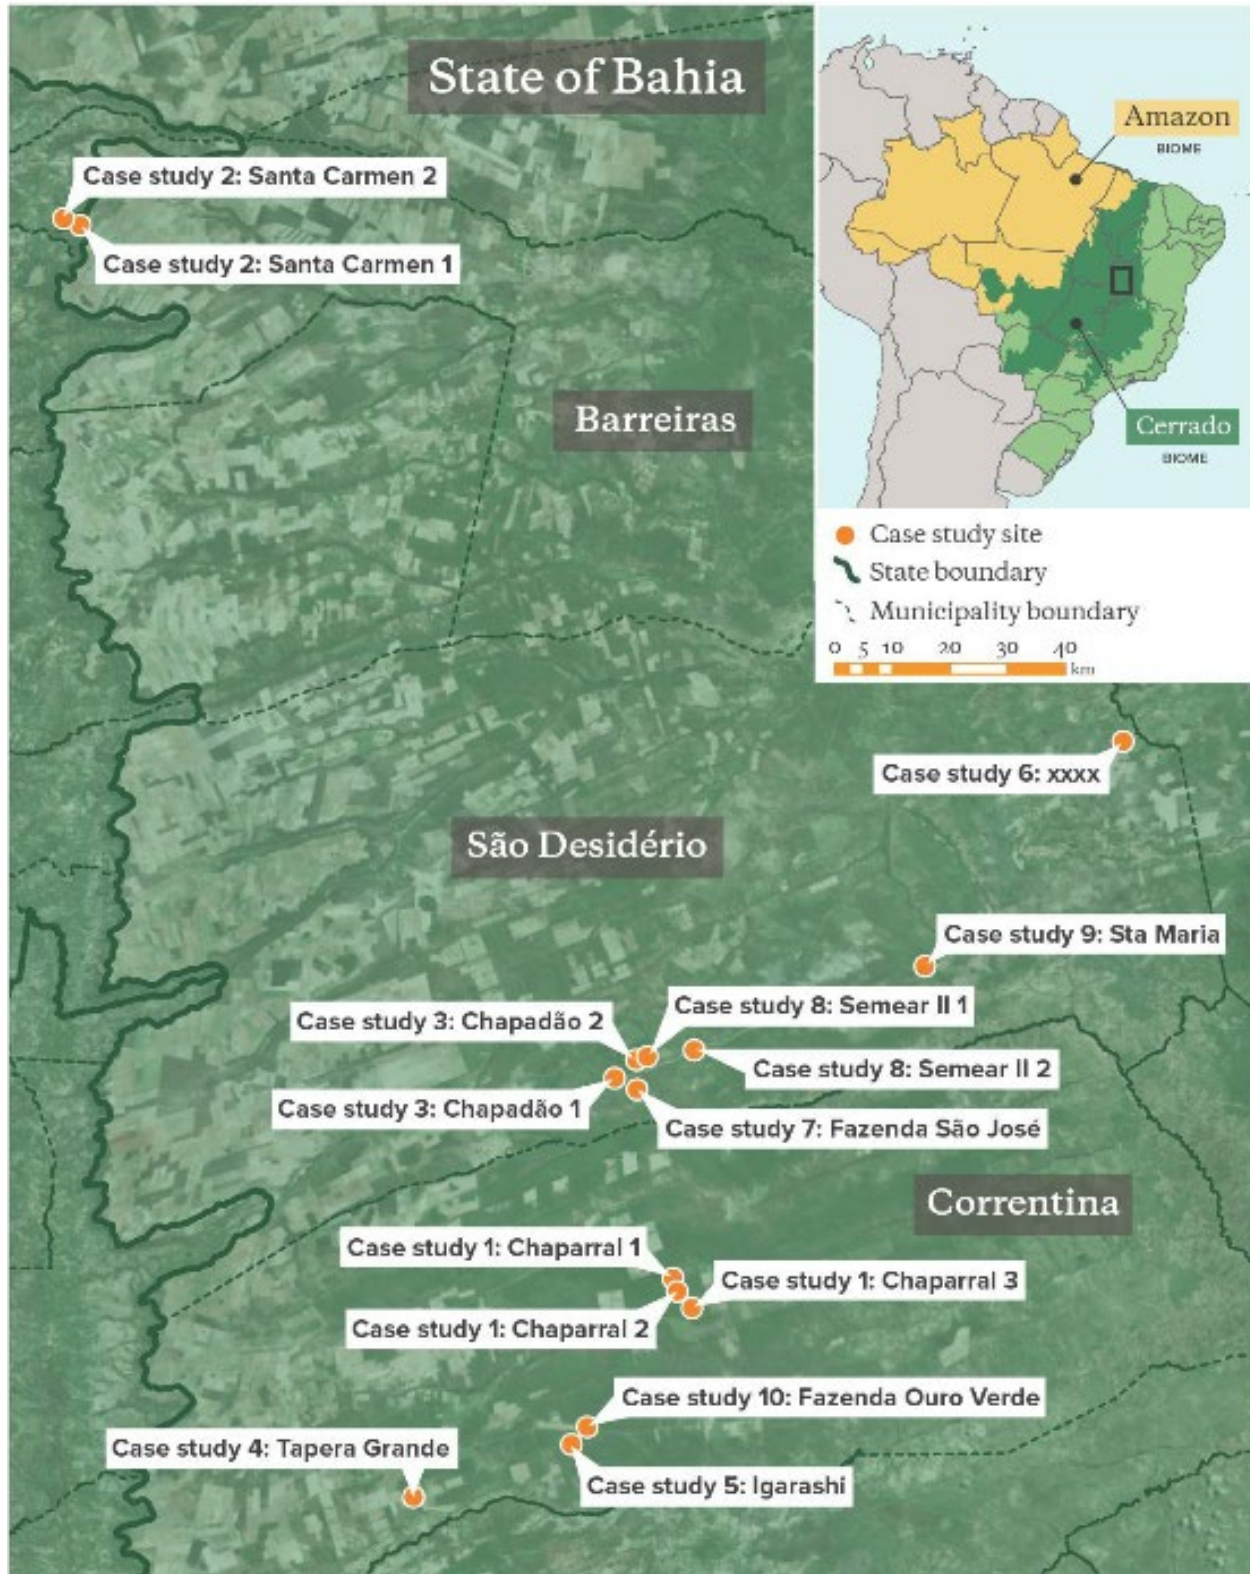 State of Bahia
Amazon
BIOME
Case study 2: Santa Carmen 2
Case study 2: Santa Carmen 1
Barreiras
Cerrado
BIOME
Case study site
State boundary
Municipality boundary
0 5 10 20 30 40
km
Case study 6: xxxx
São Desidério
Case study 9: Sta Maria
Case study 3: Chapadão 2
Case study 8: Semear II 1
Case study 8: Semear II 2
Case study 3: Chapadão 1
Case study 7: Fazenda São José
Correntina
Case study 1: Chaparral 1
Case study 1: Chaparral 3
Case study 1: Chaparral 2
Case study 10: Fazenda Ouro Verde
Case study 4: Tapera Grande
Case study 5: Igarashi